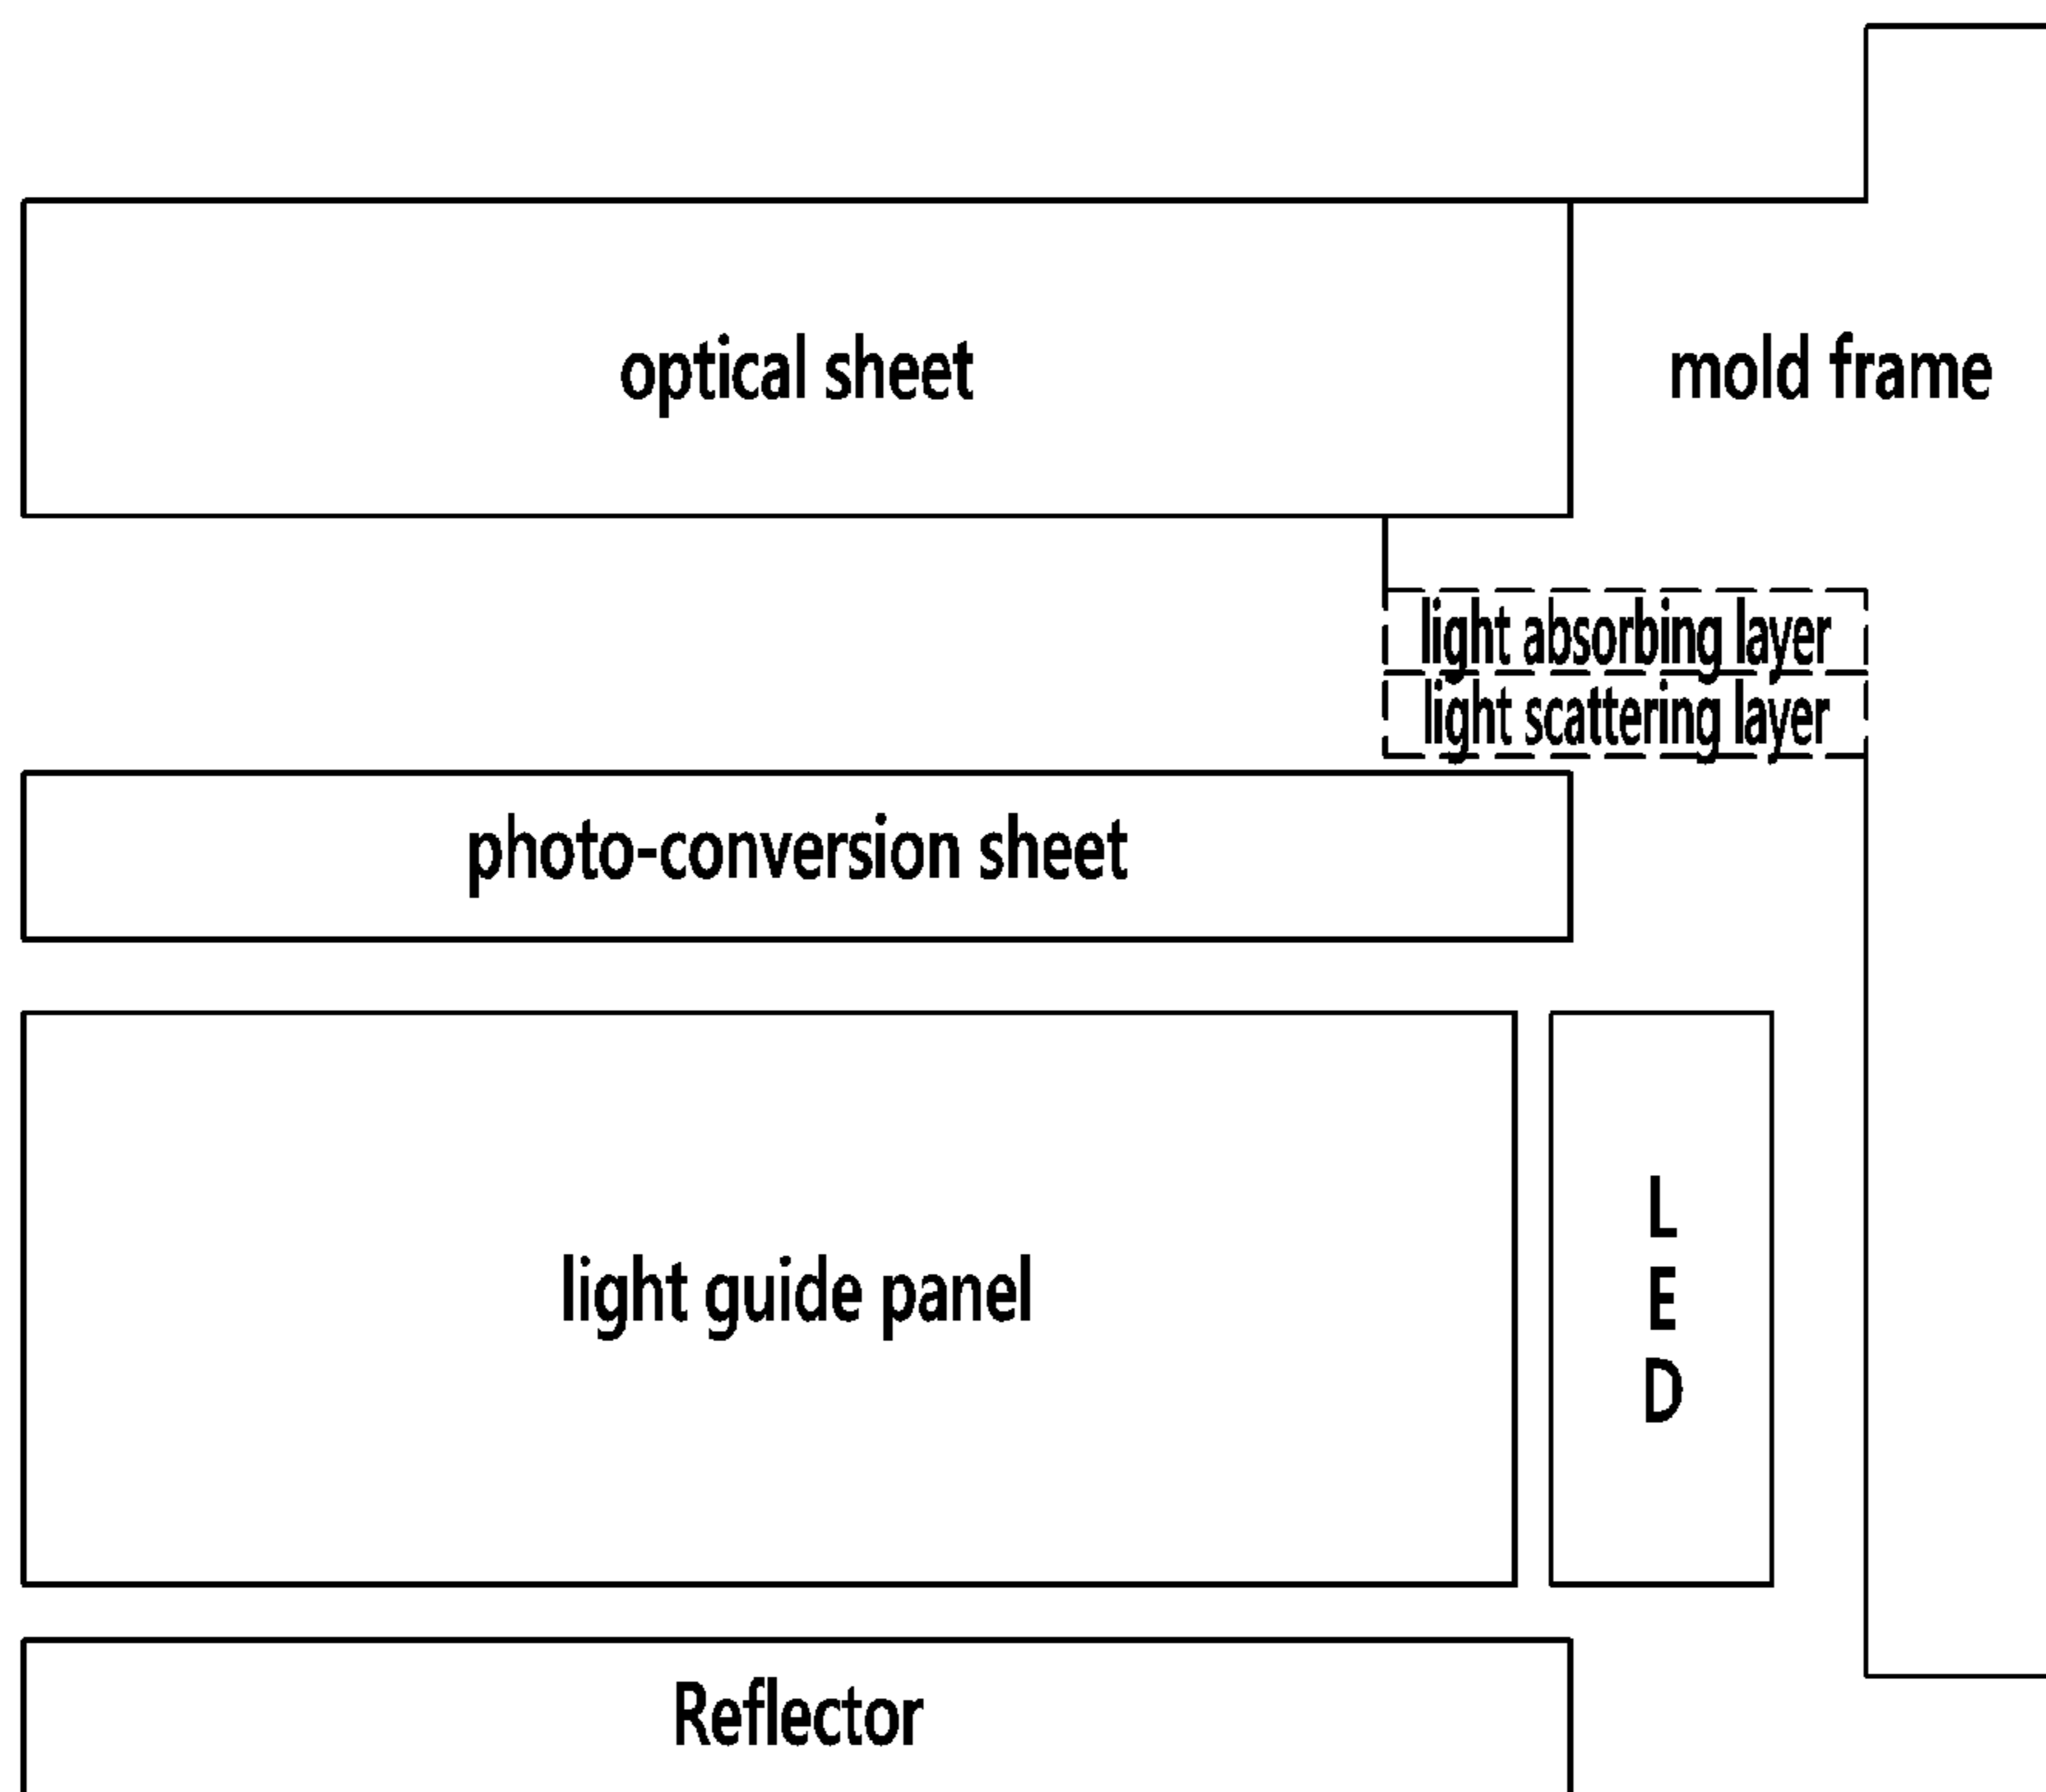 optical sheet
mold frame
light absorbing layer
light scattering layer
photo-conversion sheet
light guide panel
L
E
D
Reflector